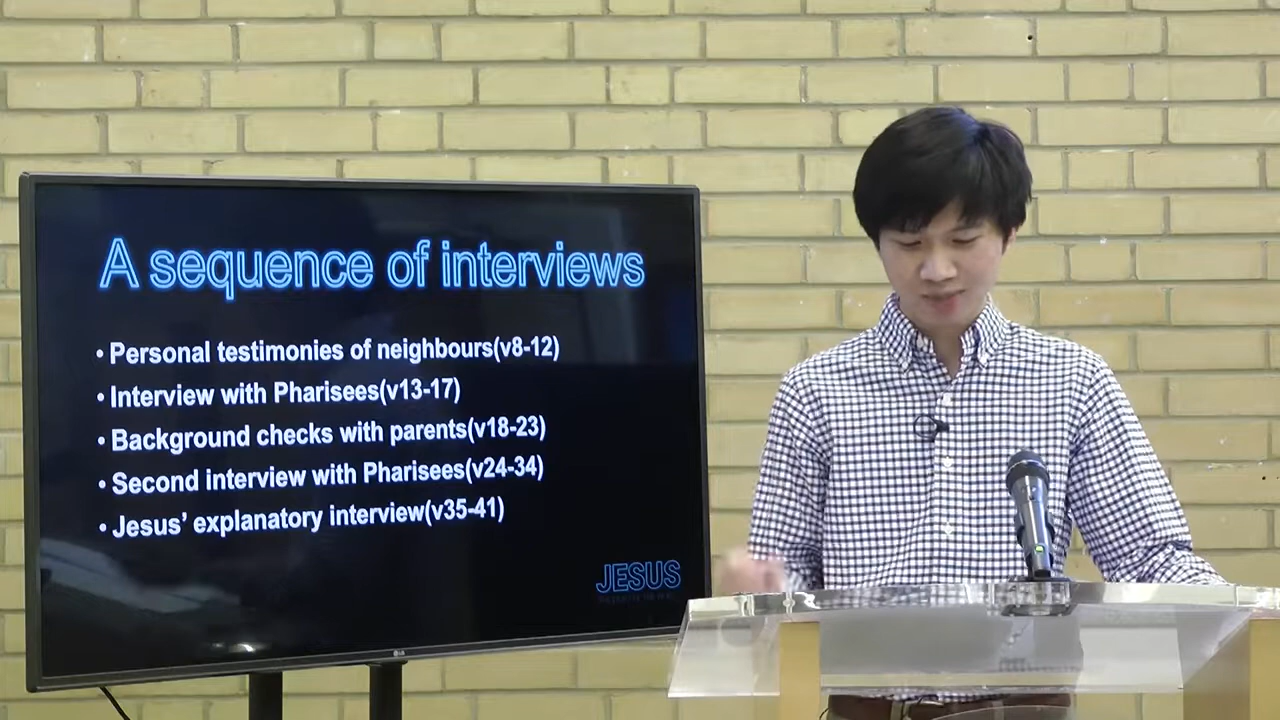 A sequence of interviews
• Personal testimonies of neighbours(v8-12)
• Interview with Pharisees(v13-17)
• Background checks with parents(v18-23)
• Second interview with Pharisees(v24-34)
• Jesus’ explanatory interview(v35-41)
JESUS
LG